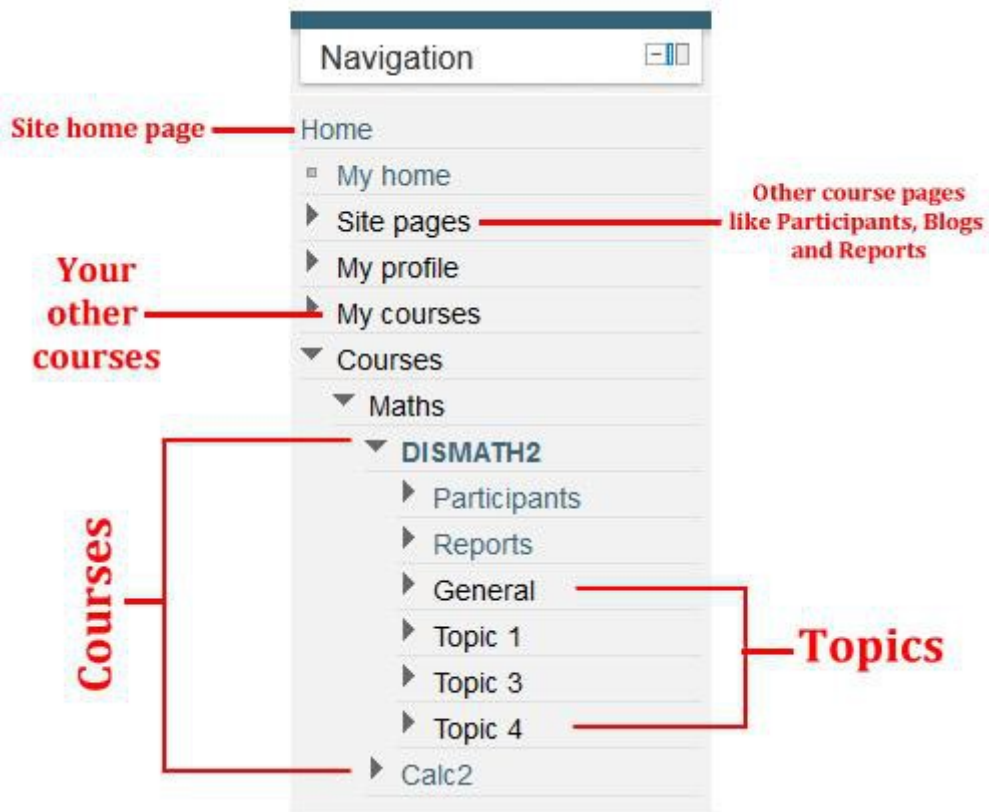 Navigation
Site home page
Home
My home
Site pages
Other course pages
like Participants, Blogs
and Reports
My profile
Your
other
courses
My courses
Courses
Maths
DISMATH2
Participants
Reports
General
Topic 1
Topic 3
Topic 4
Calc2
Courses
Topics